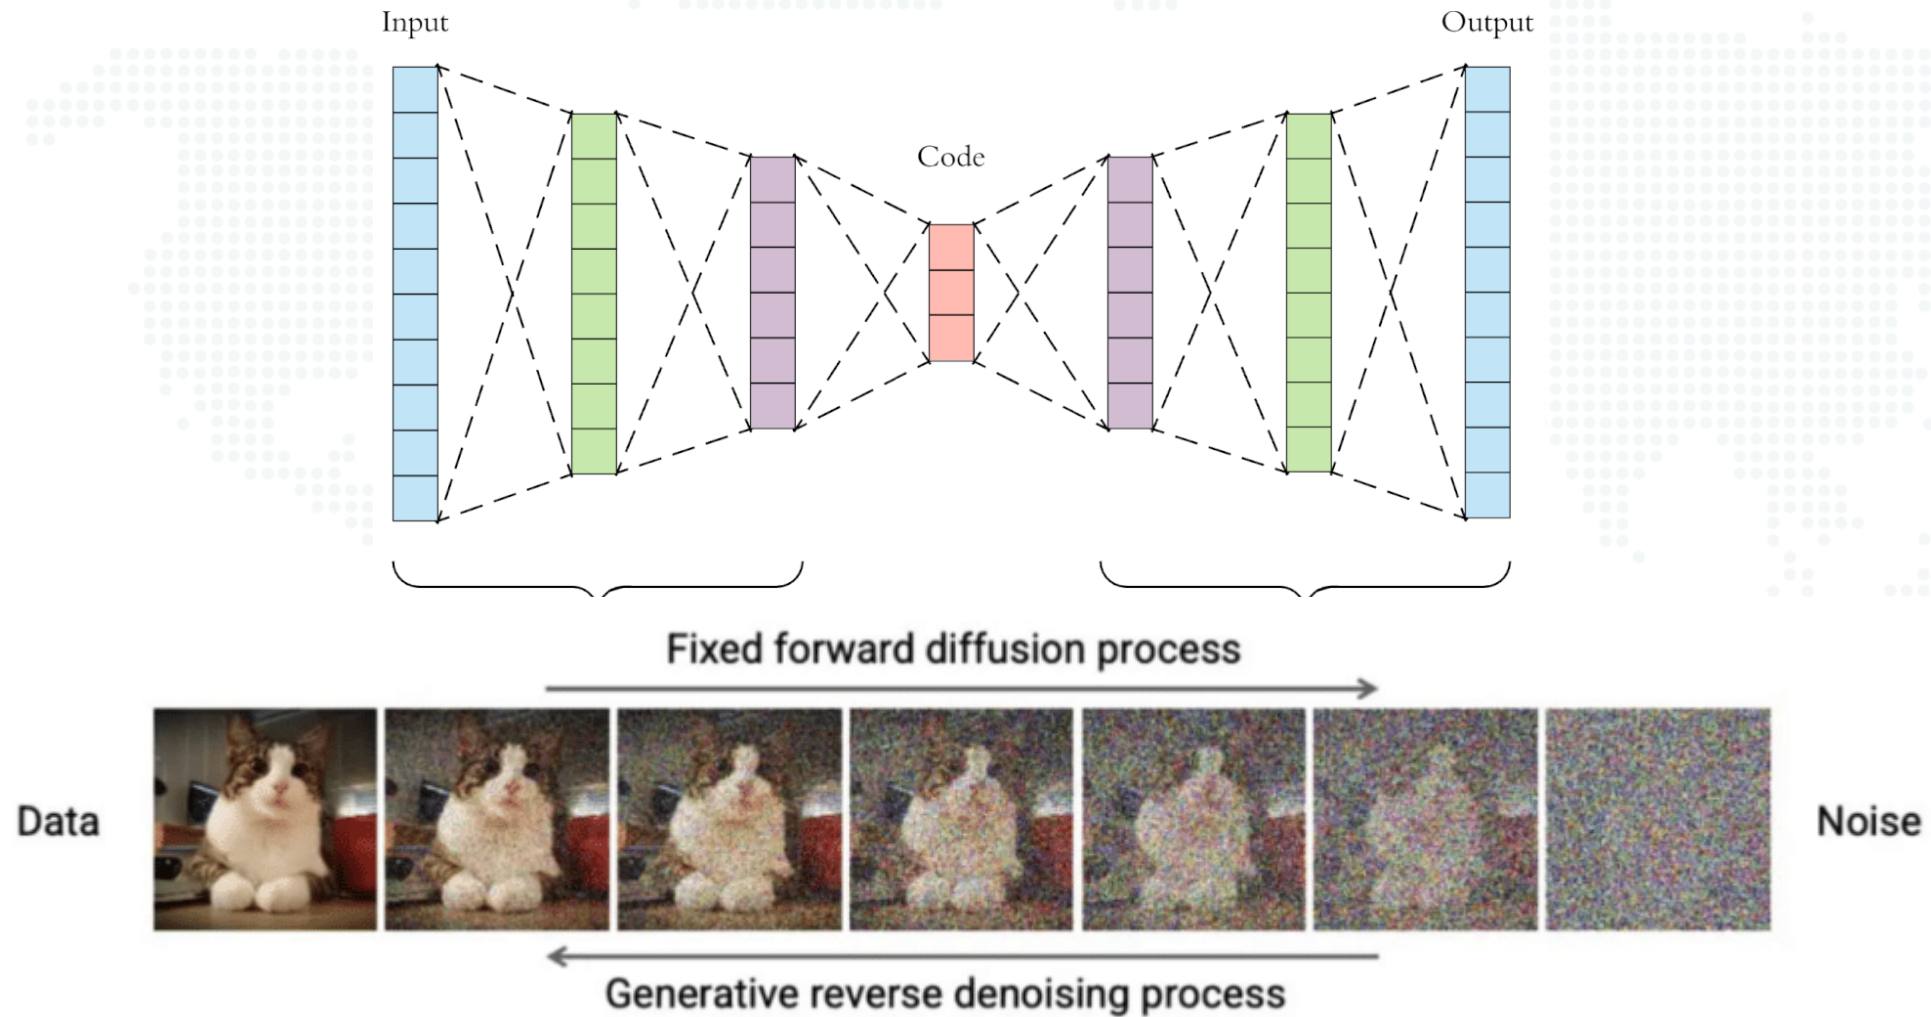 Input
Output
Code
Fixed forward diffusion process
Data
Noise
Generative reverse denoising process